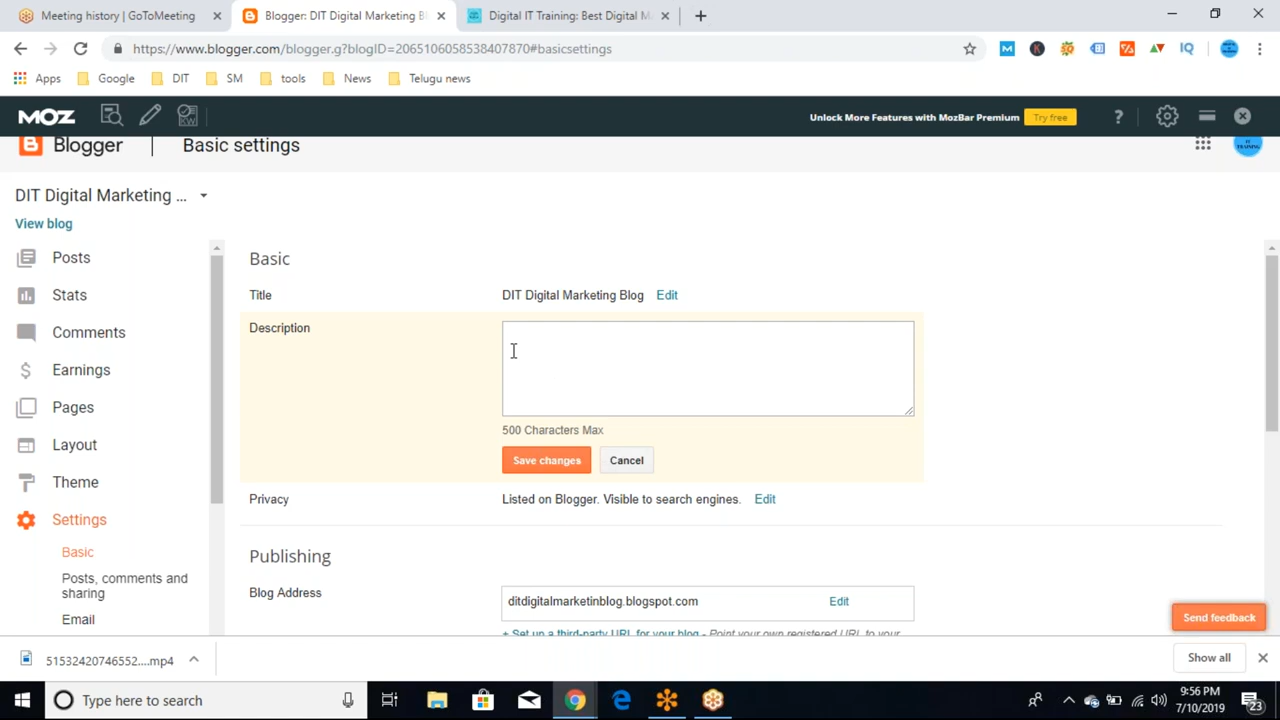 Meeting history | GoToMeeting
Blogger: DIT Digital Marketing Bl
Digital IT Training: Best Digital M
https://www.blogger.com/blogger.g?blogID=2065106058538407870#basicsettings
Apps
Google
DIT
SM
tools
News
Telugu news
MOZ
Unlock More Features with MozBar Premium
Try free
Blogger
Basic settings
DIT Digital Marketing ...
View blog
Posts
Stats
Comments
Earnings
Pages
Layout
Theme
Settings
Basic
Posts, comments and
sharing
Email
Basic
Title
DIT Digital Marketing Blog
Edit
Description
500 Characters Max
Save changes
Cancel
Privacy
Listed on Blogger. Visible to search engines.
Edit
Publishing
Blog Address
ditdigitalmarketinblog.blogspot.com
Edit
+ Set up a third-party URL for your blog - Point your own registered URL to your
Send feedback
51532420746552....mp4
Show all
Type here to search
9:56 PM
7/10/2019
23